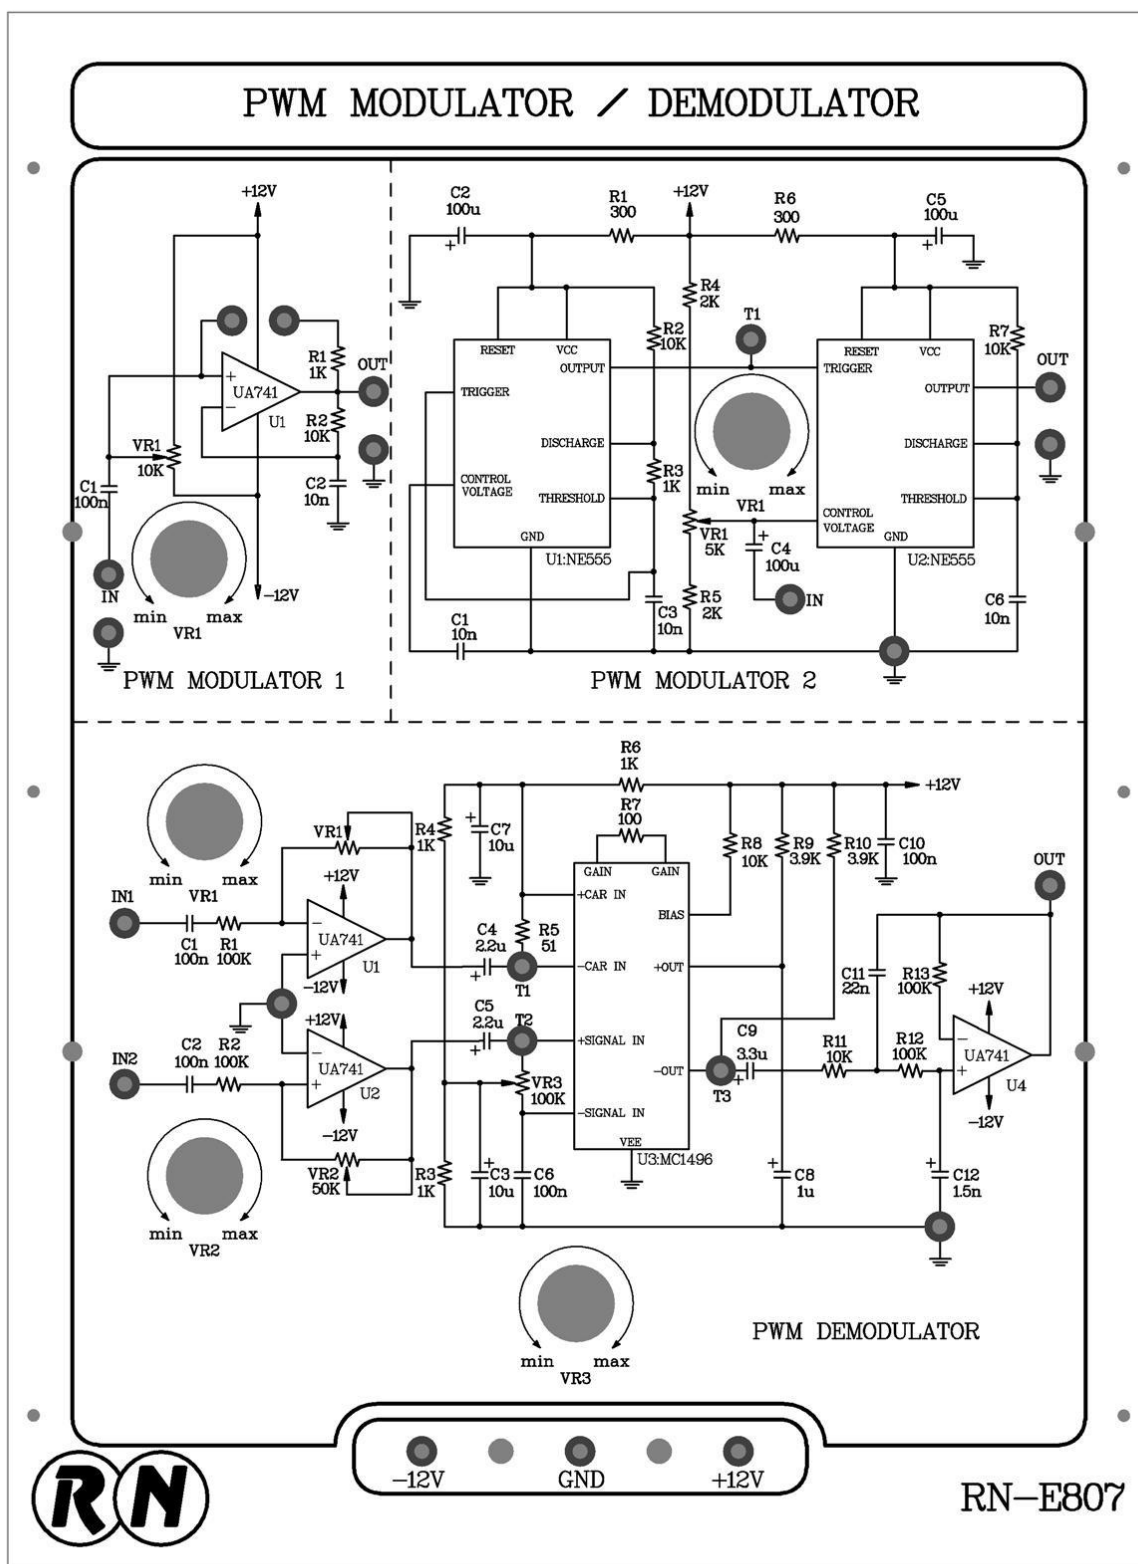 PWM MODULATOR / DEMODULATOR
+12V
R1
1K
OUT
+
UA741
−
U1
R2
10K
VR1
10K
C1
100n
C2
10n
IN
−12V
min
max
VR1
PWM MODULATOR 1
C2
100u
+
R1
300
+12V
R6
300
C5
100u
+
R4
2K
T1
R2
10K
R7
10K
RESET
VCC
OUTPUT
TRIGGER
DISCHARGE
CONTROL
VOLTAGE
THRESHOLD
GND
U1:NE555
R3
1K
min
max
VR1
VR1
5K
+
C4
100u
RESET
VCC
TRIGGER
OUTPUT
DISCHARGE
THRESHOLD
CONTROL
VOLTAGE
GND
U2:NE555
OUT
R5
2K
IN
C1
10n
C3
10n
C6
10n
PWM MODULATOR 2
R6
1K
+12V
R7
100
min
max
VR1
VR1
R4
1K
+
C7
10u
R8
10K
R9
3.9K
R10
3.9K
C10
100n
OUT
IN1
C1
100n
R1
100K
+12V
−
UA741
+
U1
−12V
C4
2.2u
+
R5
51
T1
GAIN
GAIN
+CAR IN
BIAS
−CAR IN
+OUT
+SIGNAL IN
−OUT
−SIGNAL IN
VEE
U3:MC1496
C11
22n
R13
100K
+12V
IN2
C2
100n
R2
100K
+12V
−
UA741
+
U2
−12V
C5
2.2u
+
T2
VR3
100K
C9
3.3u
+
T3
R11
10K
R12
100K
−
UA741
+
U4
−12V
VR2
50K
R3
1K
+
C3
10u
C6
100n
+
C8
1u
+
C12
1.5n
min
max
VR2
min
max
VR3
PWM DEMODULATOR
−12V
GND
+12V
RN
RN−E807